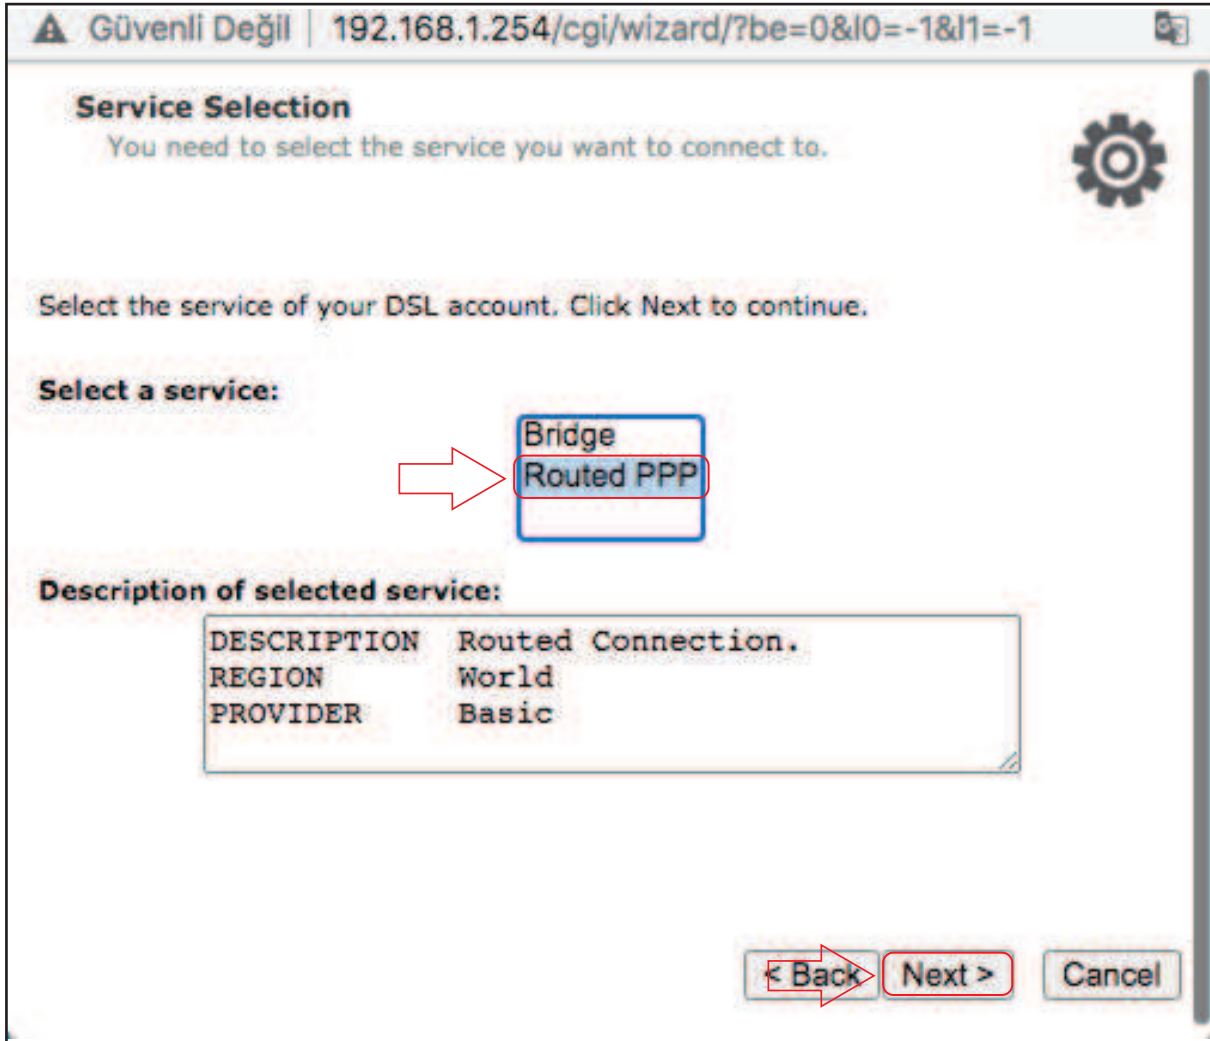 Güvenli Değil | 192.168.1.254/cgi/wizard/?be=0&l0=-1&l1=-1
Service Selection
You need to select the service you want to connect to.
Select the service of your DSL account. Click Next to continue.
Select a service:
Bridge
Routed PPP
Description of selected service:
DESCRIPTION Routed Connection.
REGION World
PROVIDER Basic
< Back Next > Cancel